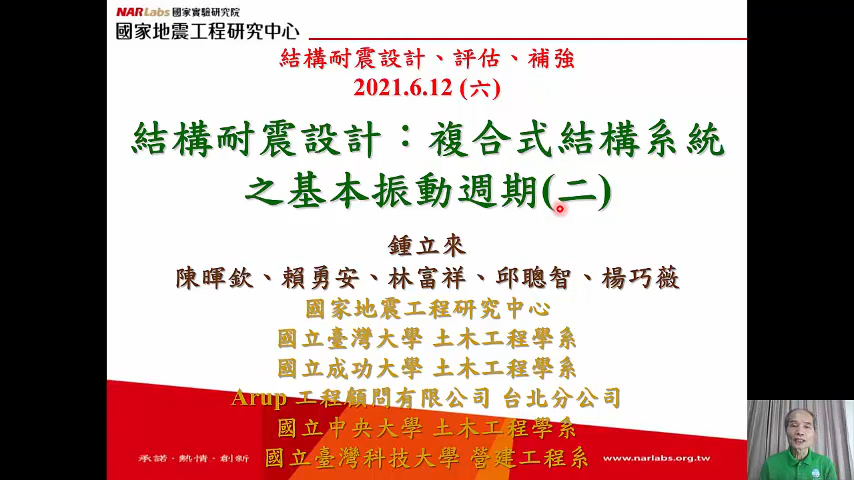 NARLabs 國家實驗研究院
國家地震工程研究中心
結構耐震設計、評估、補強
2021.6.12 (六)
結構耐震設計：複合式結構系統
之基本振動週期(二)
鍾立來
陳暉欽、賴勇安、林富祥、邱聰智、楊巧薇
國家地震工程研究中心
國立臺灣大學 土木工程學系
國立成功大學 土木工程學系
Arup 工程顧問有限公司 台北分公司
國立中央大學 土木工程學系
國立臺灣科技大學 營建工程系
承諾．熱情．創新
www.narlabs.org.tw